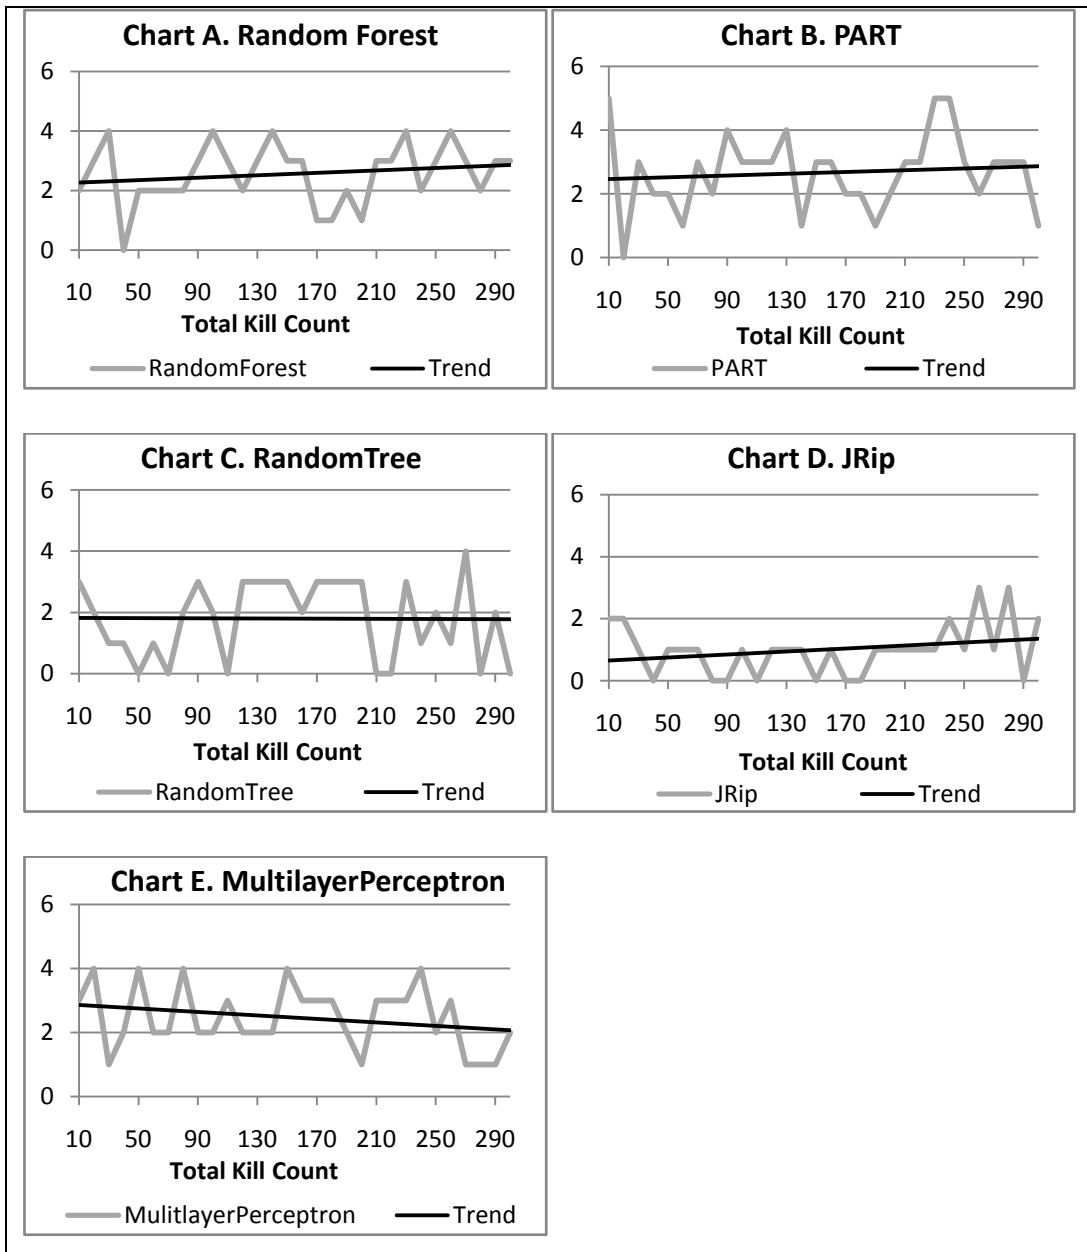 Chart A. Random Forest
6
4
2
0
10 50 90 130 170 210 250 290
Total Kill Count
RandomForest Trend
Chart B. PART
6
4
2
0
10 50 90 130 170 210 250 290
Total Kill Count
PART Trend
Chart C. RandomTree
6
4
2
0
10 50 90 130 170 210 250 290
Total Kill Count
RandomTree Trend
Chart D. JRip
6
4
2
0
10 50 90 130 170 210 250 290
Total Kill Count
JRip Trend
Chart E. MultilayerPerceptron
6
4
2
0
10 50 90 130 170 210 250 290
Total Kill Count
MulitlayerPerceptron Trend